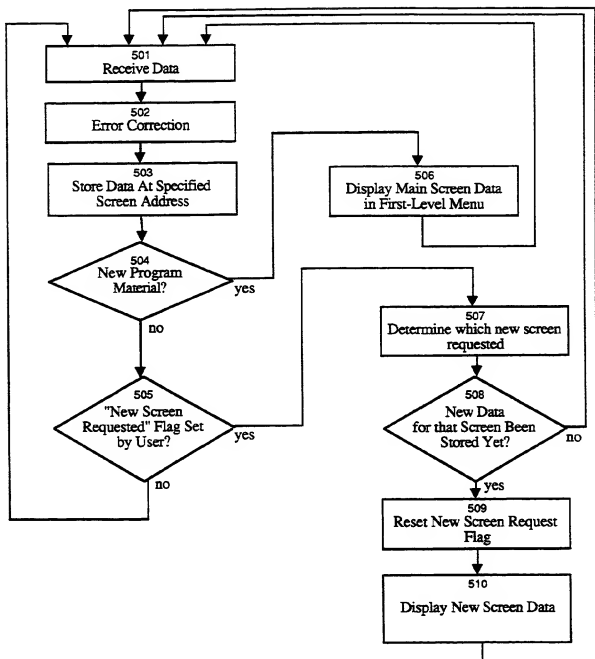 501
Receive Data
502
Error Correction
503
Store Data At Specified
Screen Address
504
New Program
Material?
yes
no
505
"New Screen
Requested" Flag Set
by User?
yes
no
506
Display Main Screen Data
in First-Level Menu
507
Determine which new screen
requested
508
New Data
for that Screen Been
Stored Yet?
no
yes
509
Reset New Screen Request
Flag
510
Display New Screen Data